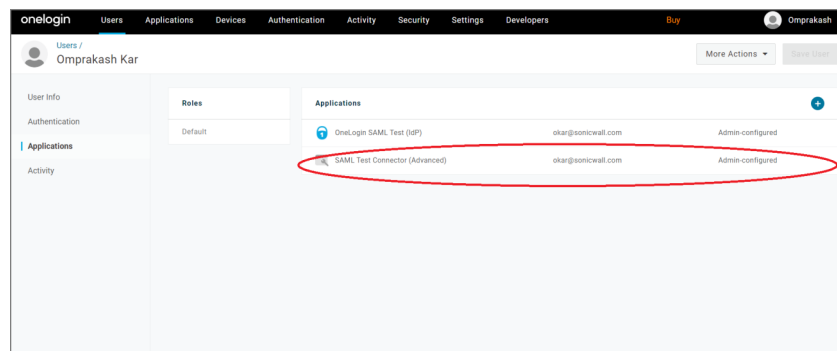 onelogin Users Applications Devices Authentication Activity Security Settings Developers Buy Omprakash
Users /
Omprakash Kar
More Actions Save User
User Info
Authentication
Applications
Activity
Roles
Default
Applications
OneLogin SAML Test (IdP) okar@sonicwall.com Admin-configured
SAML Test Connector (Advanced) okar@sonicwall.com Admin-configured